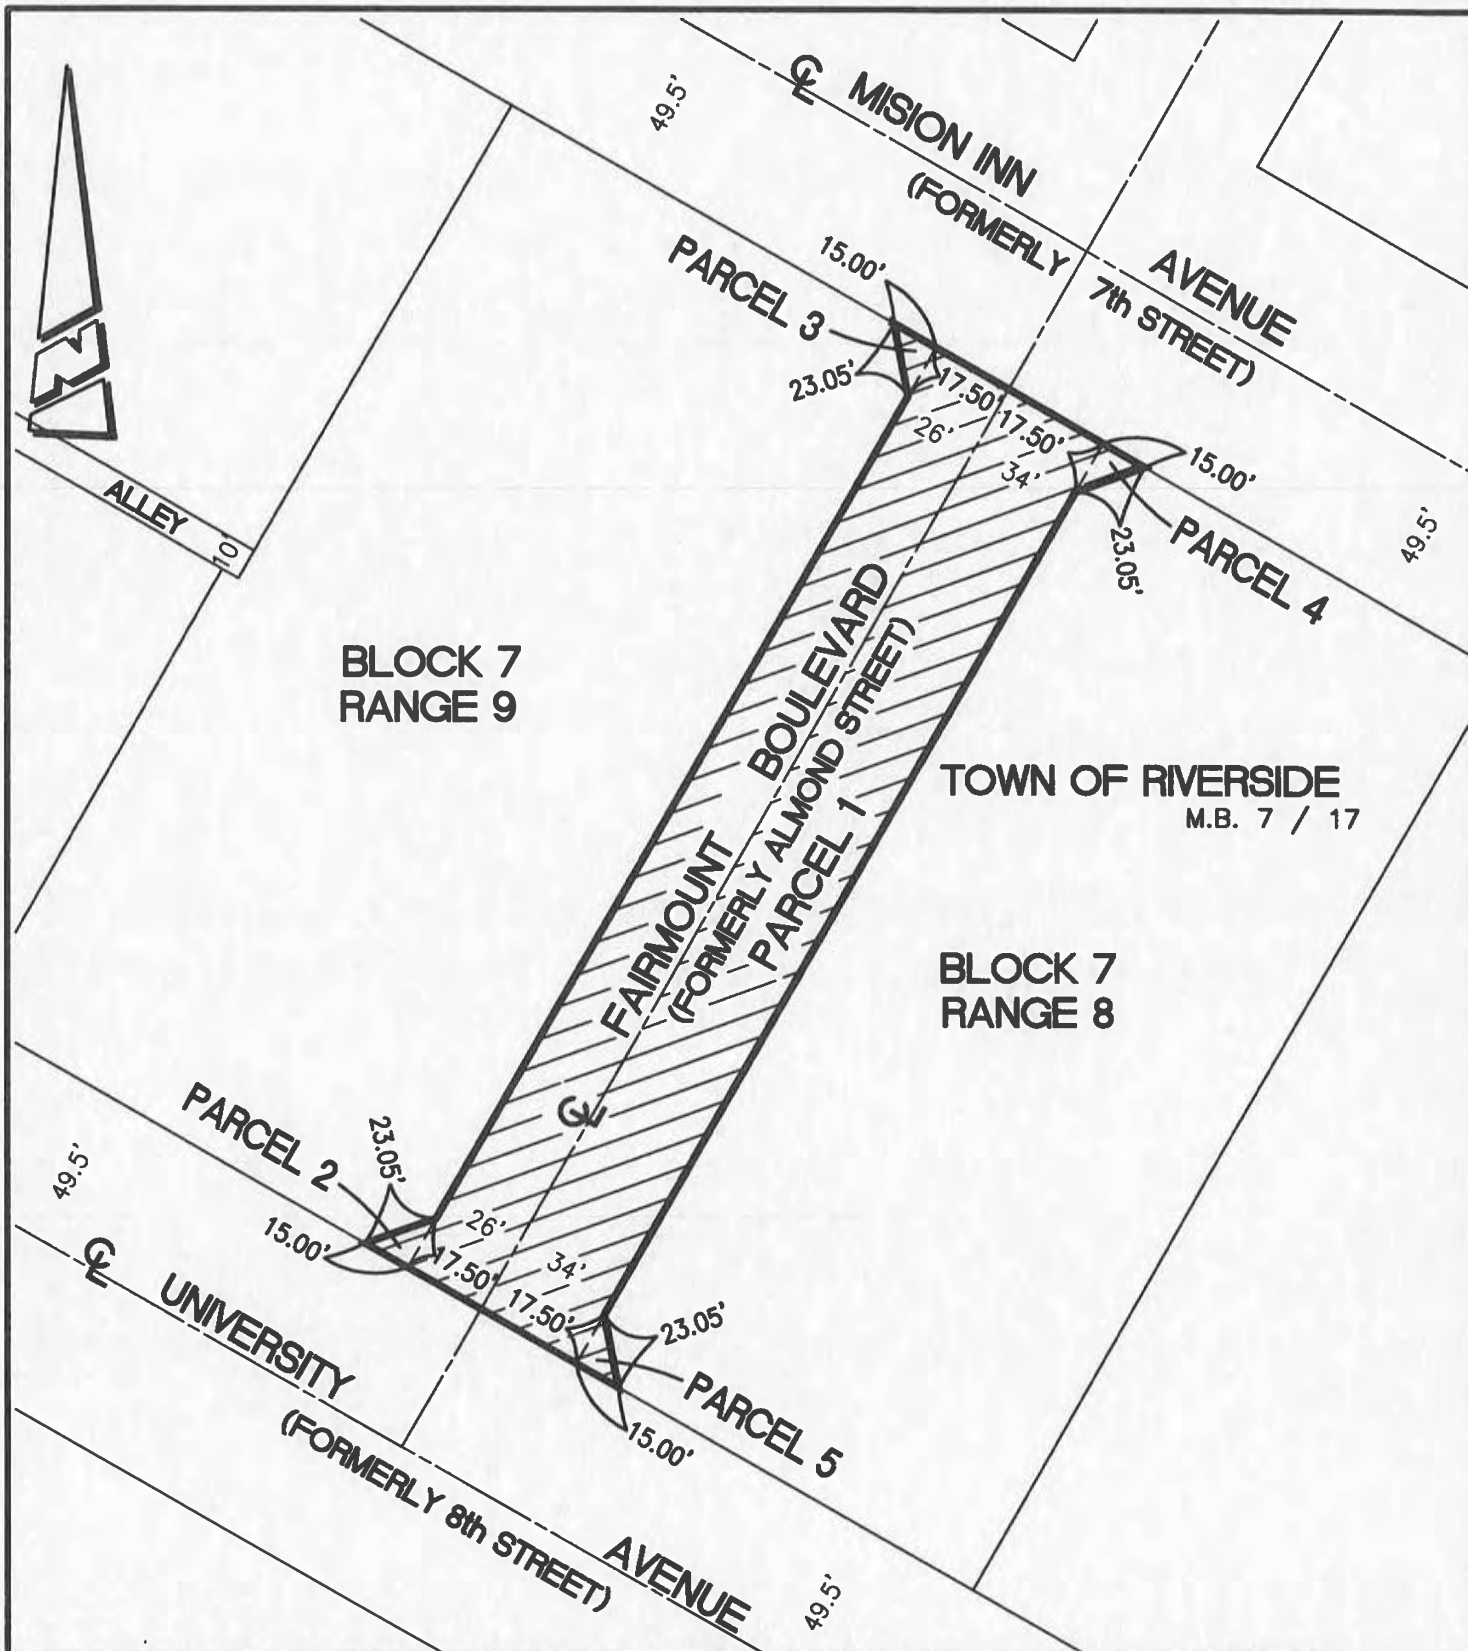 49.5'
℄ MISION INN
AVENUE
(FORMERLY 7th STREET)
15.00'
PARCEL 3
23.05'
17.50'
17.50'
26'
34'
15.00'
49.5'
23.05'
PARCEL 4
ALLEY
10'
BLOCK 7
RANGE 9
FAIRMOUNT BOULEVARD
(FORMERLY ALMOND STREET)
PARCEL 1
TOWN OF RIVERSIDE
M.B. 7 / 17
BLOCK 7
RANGE 8
℄
PARCEL 2
23.05'
49.5'
15.00'
26'
34'
17.50'
17.50'
23.05'
PARCEL 5
15.00'
℄ UNIVERSITY
AVENUE
(FORMERLY 8th STREET)
49.5'